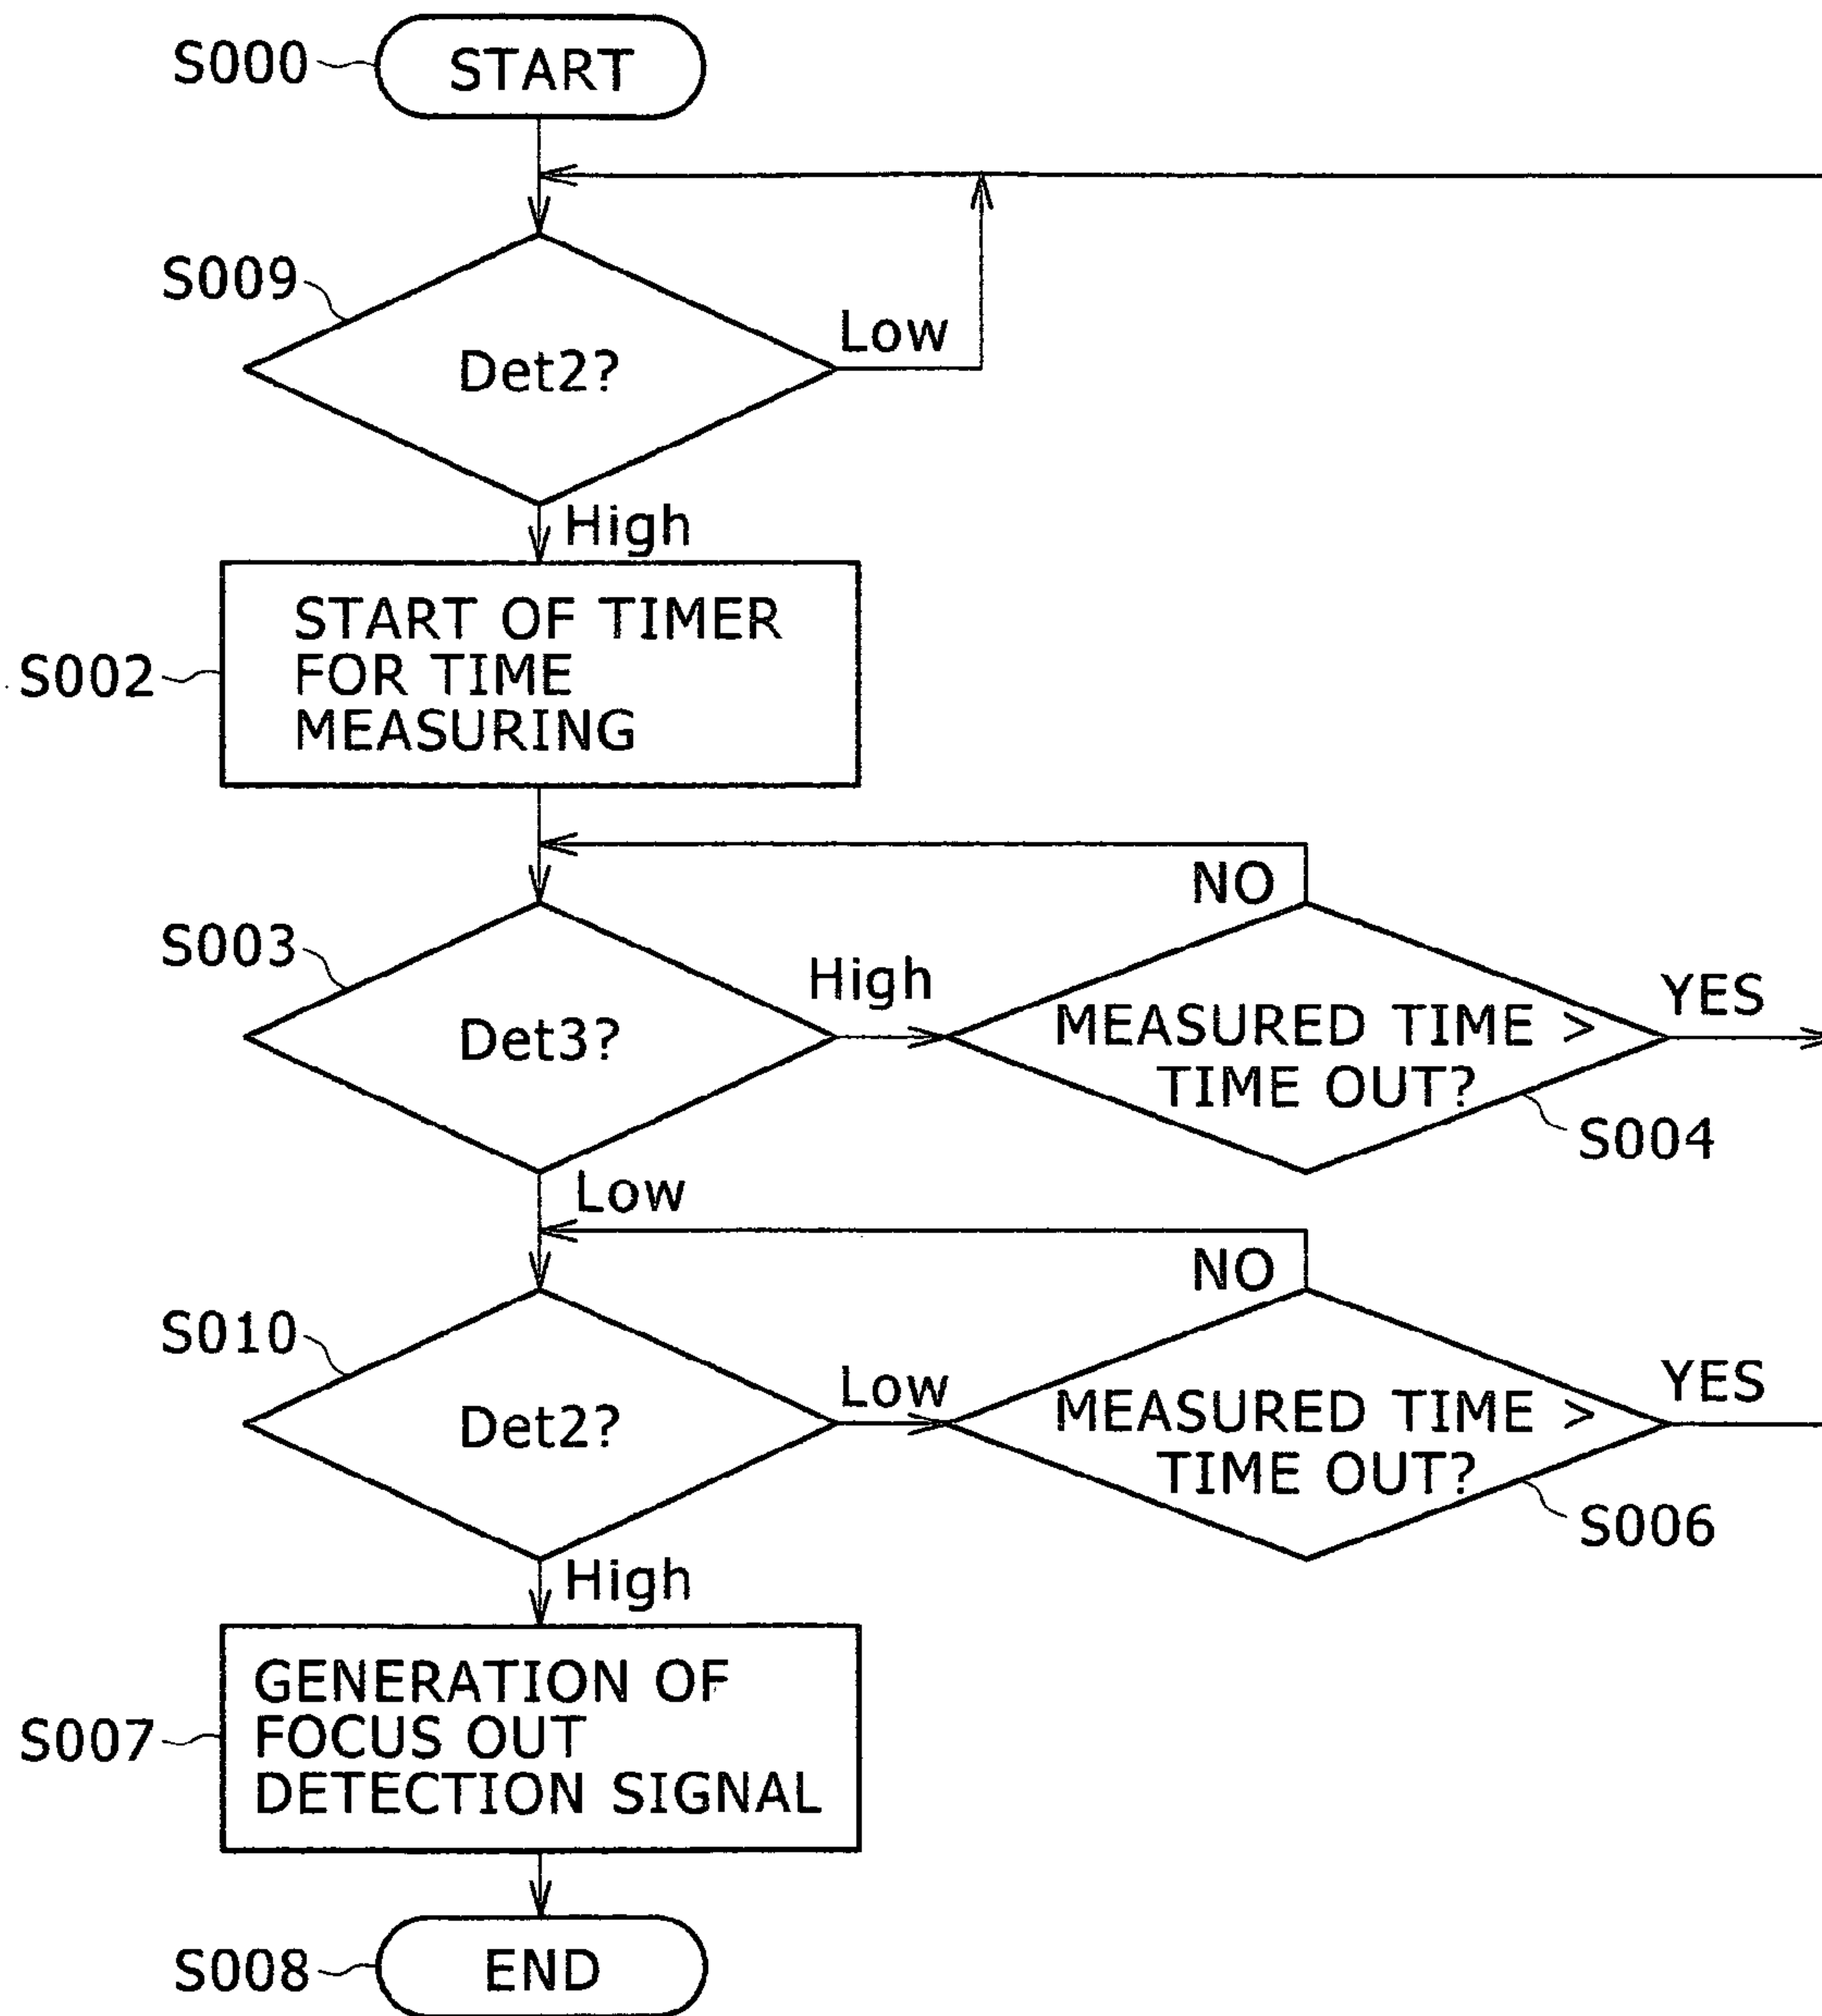 S000
START
S009
Det2?
Low
High
S002
START OF TIMER
FOR TIME
MEASURING
NO
S003
Det3?
High
MEASURED TIME >
TIME OUT?
YES
S004
Low
NO
S010
Det2?
Low
MEASURED TIME >
TIME OUT?
YES
S006
High
S007
GENERATION OF
FOCUS OUT
DETECTION SIGNAL
S008
END